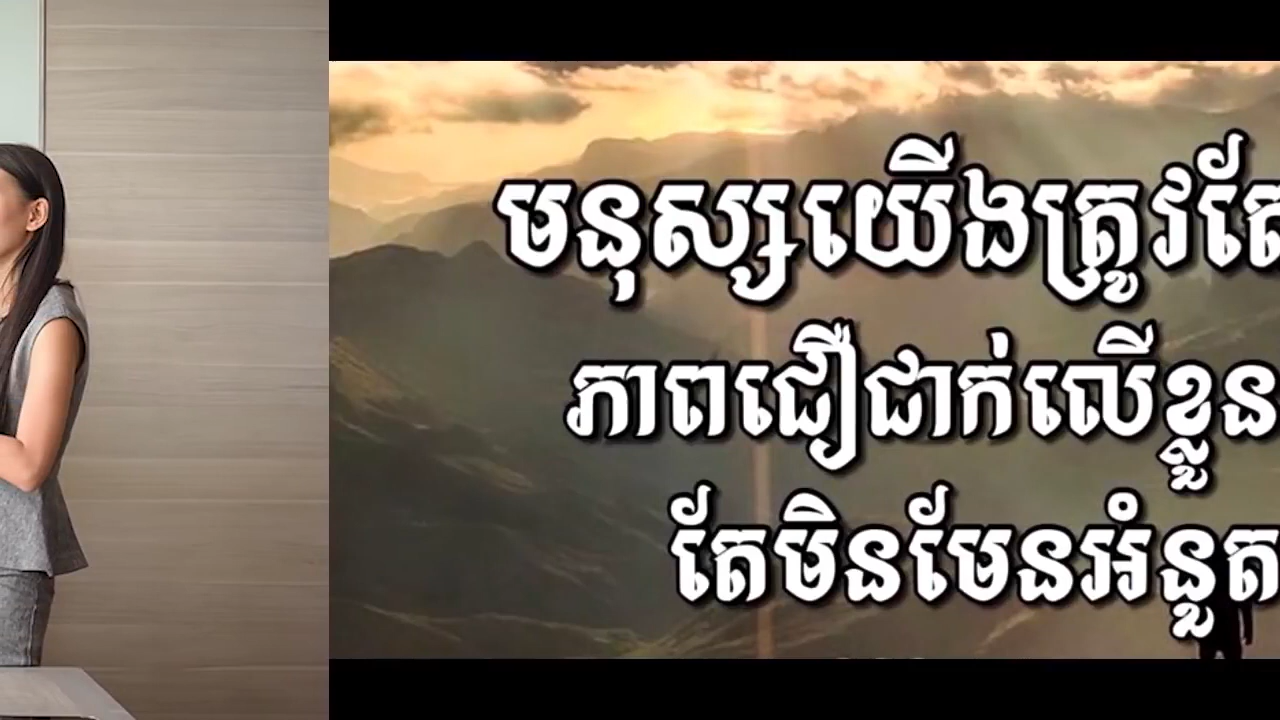 មនុស្សយើងត្រូវតែ
ភាពជឿជាក់លើខ្លួន
តែមិនមែនអំនួត